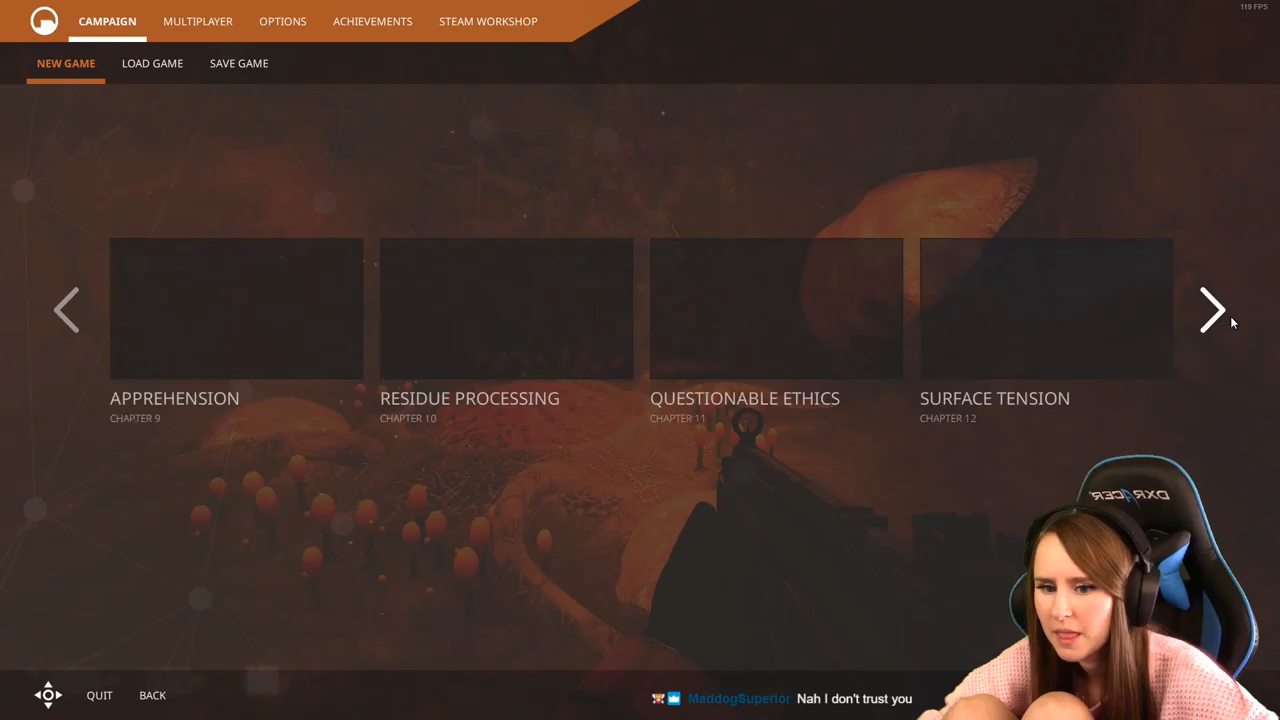 119 FPS
CAMPAIGN MULTIPLAYER OPTIONS ACHIEVEMENTS STEAM WORKSHOP
NEW GAME LOAD GAME SAVE GAME
APPREHENSION RESIDUE PROCESSING QUESTIONABLE ETHICS SURFACE TENSION
CHAPTER 9 CHAPTER 10 CHAPTER 11 CHAPTER 12
DXRACER
QUIT BACK
MaddogSuperior Nah I don't trust you